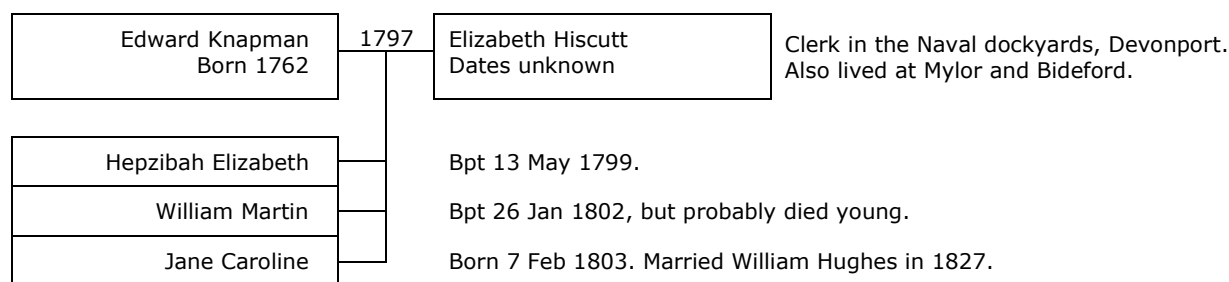 Edward Knapman
Born 1762
1797
Elizabeth Hiscutt
Dates unknown
Clerk in the Naval dockyards, Devonport.
Also lived at Mylor and Bideford.
Hepzibah Elizabeth
Bpt 13 May 1799.
William Martin
Bpt 26 Jan 1802, but probably died young.
Jane Caroline
Born 7 Feb 1803. Married William Hughes in 1827.